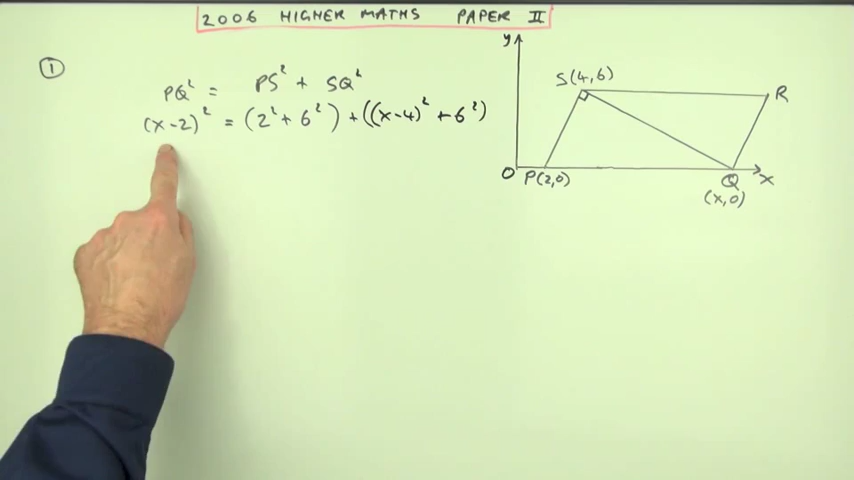 2006 HIGHER MATHS PAPER II
①
PQ² = PS² + SQ²
(x-2)² = (2² + 6²) + ((x-4)² + 6²)
y
S(4,6)
R
O P(2,0) Q x
(x,0)